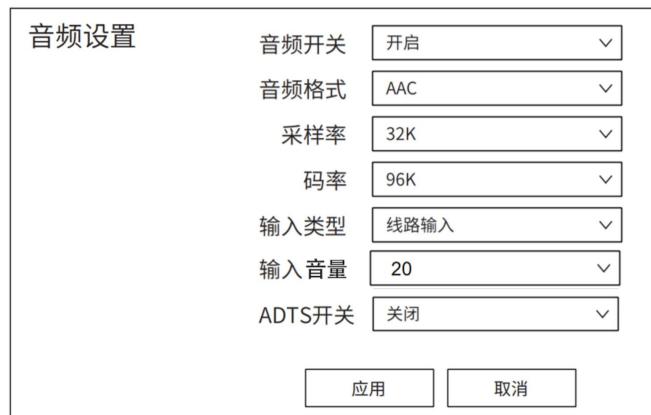 音频设置
音频开关 开启
音频格式 AAC
采样率 32K
码率 96K
输入类型 线路输入
输入音量 20
ADTS开关 关闭
应用 取消